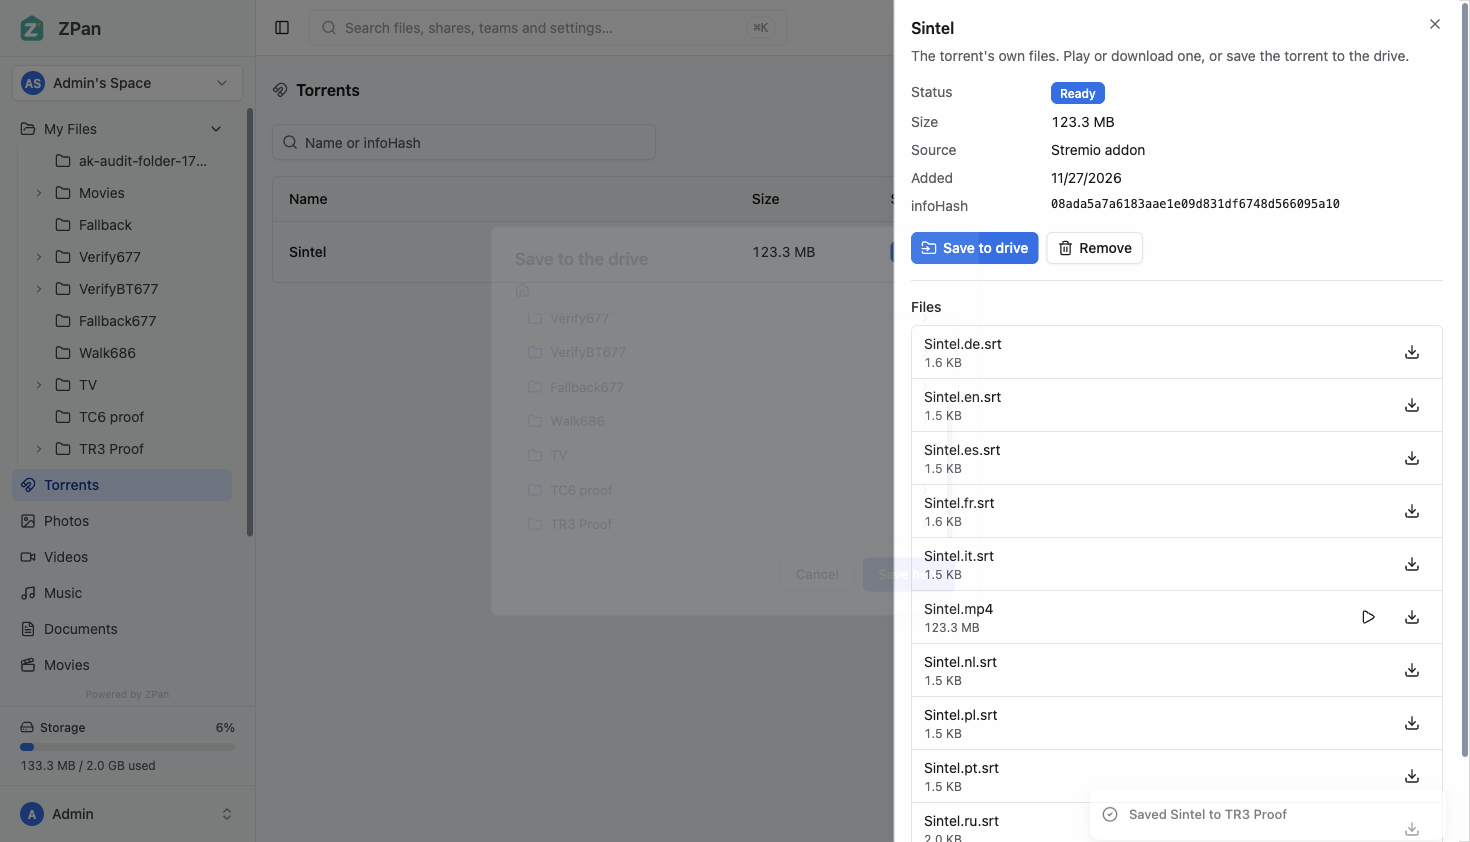 ZPan
Search files, shares, teams and settings...
⌘K
AS
Admin's Space
My Files
ak-audit-folder-17...
Movies
Fallback
Verify677
VerifyBT677
Fallback677
Walk686
TV
TC6 proof
TR3 Proof
Torrents
Photos
Videos
Music
Documents
Movies
Powered by ZPan
Storage
6%
133.3 MB / 2.0 GB used
A
Admin
Torrents
Name or infoHash
Name
Size
Sintel
123.3 MB
Save to the drive
Verify677
VerifyBT677
Fallback677
Walk686
TV
TC6 proof
TR3 Proof
Cancel
Save
Sintel
The torrent's own files. Play or download one, or save the torrent to the drive.
Status
Ready
Size
123.3 MB
Source
Stremio addon
Added
11/27/2026
infoHash
08ada5a7a6183aae1e09d831df6748d566095a10
Save to drive
Remove
Files
Sintel.de.srt
1.6 KB
Sintel.en.srt
1.5 KB
Sintel.es.srt
1.5 KB
Sintel.fr.srt
1.6 KB
Sintel.it.srt
1.5 KB
Sintel.mp4
123.3 MB
Sintel.nl.srt
1.5 KB
Sintel.pl.srt
1.5 KB
Sintel.pt.srt
1.5 KB
Sintel.ru.srt
2.0 KB
Saved Sintel to TR3 Proof